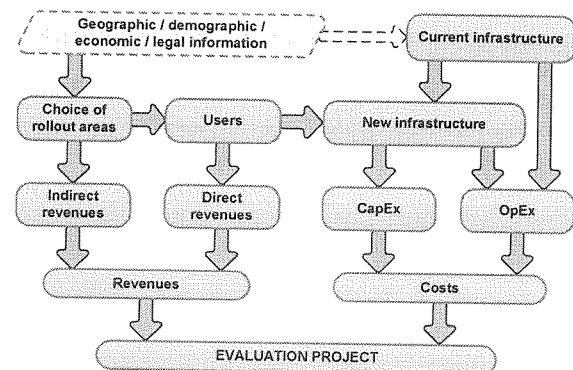 Geographic / demographic /
economic / legal information
Current infrastructure
Choice of
rollout areas
Users
New infrastructure
Indirect
revenues
Direct
revenues
CapEx
OpEx
Revenues
Costs
EVALUATION PROJECT